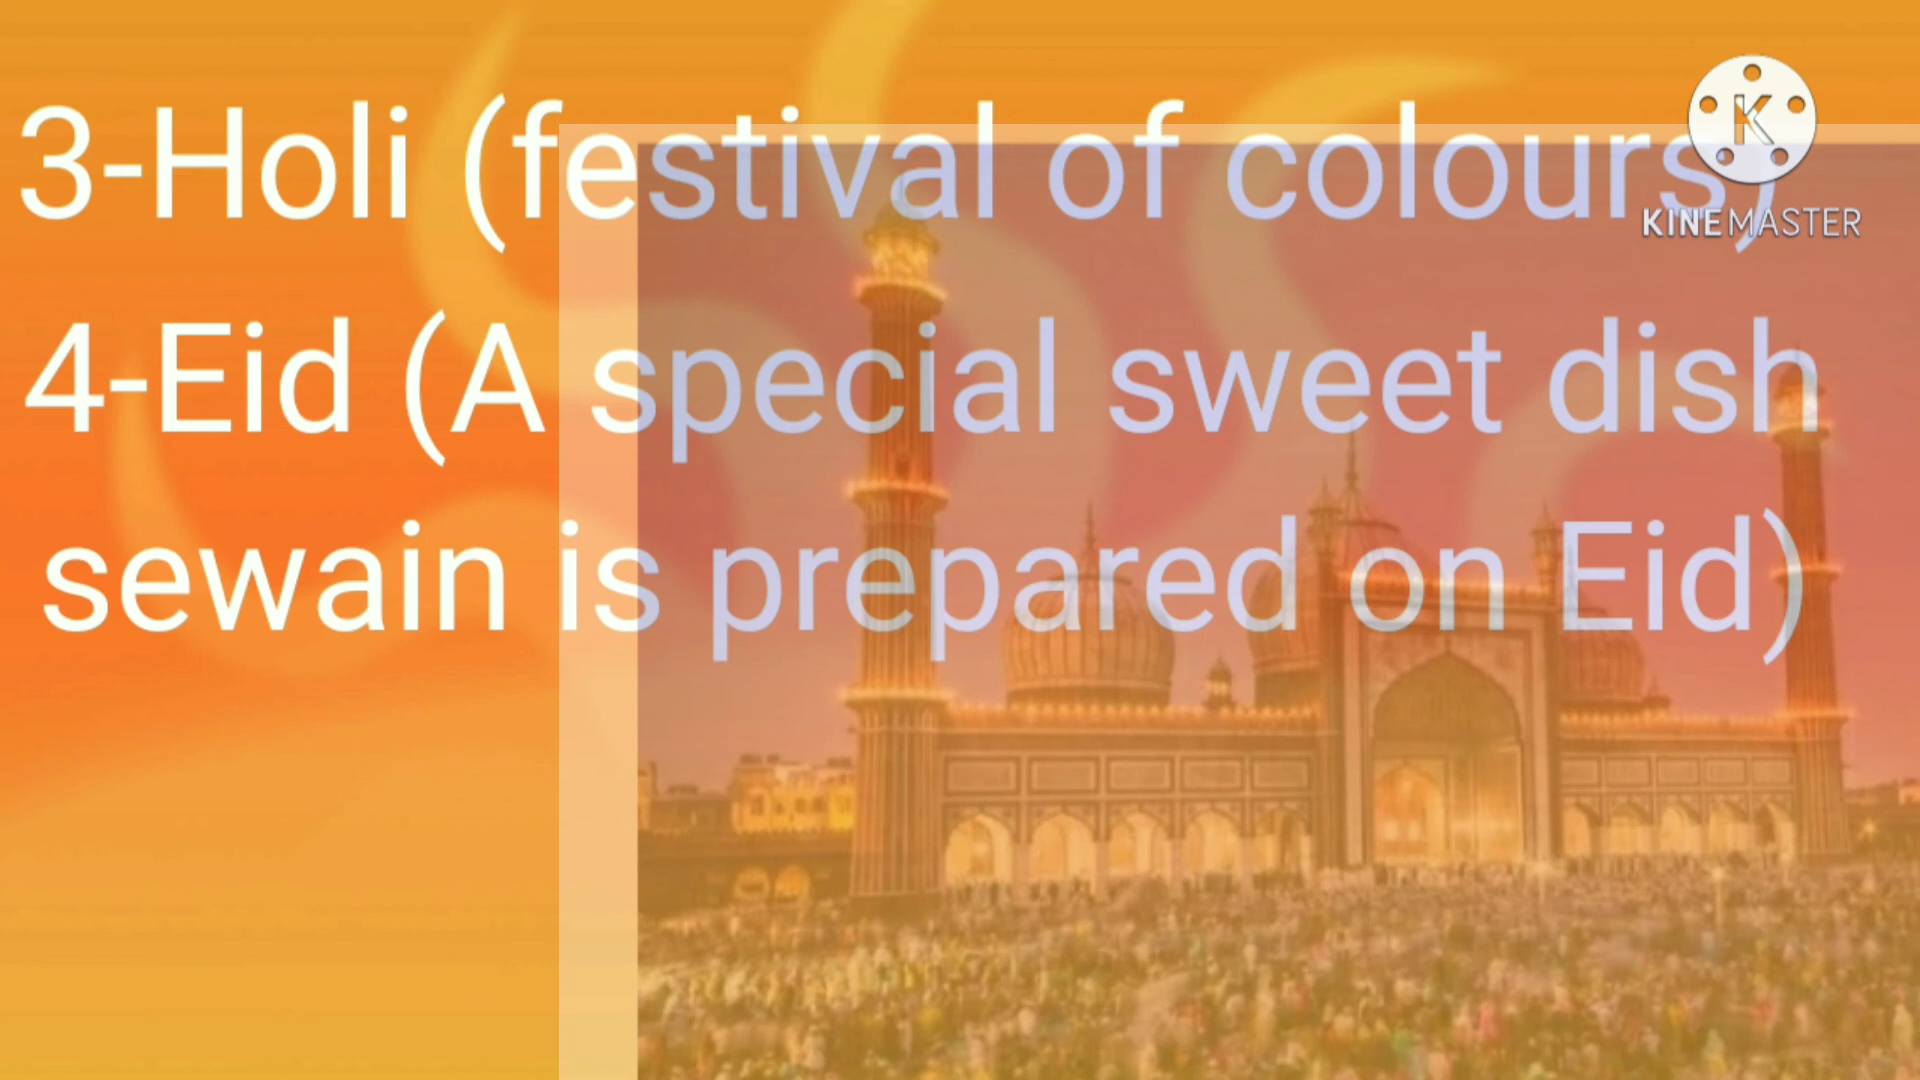 3-Holi (festival of colours)
4-Eid (A special sweet dish
sewain is prepared on Eid)
K
KINEMASTER